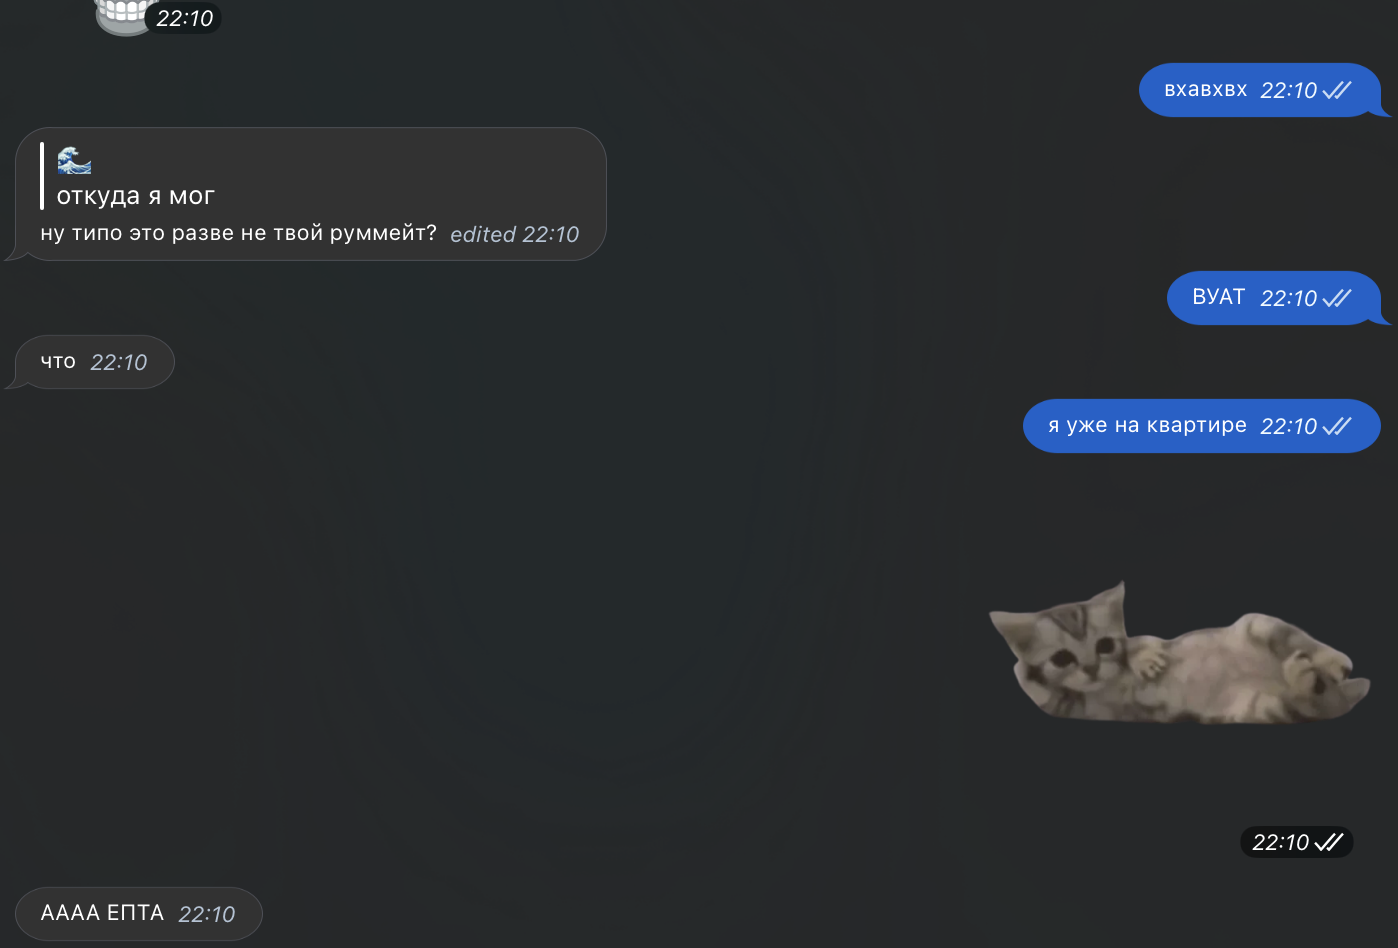 22:10
вхавхвх 22:10
🌊
откуда я мог
ну типо это разве не твой руммейт? edited 22:10
ВУАТ 22:10
что 22:10
я уже на квартире 22:10
22:10
АААА ЕПТА 22:10